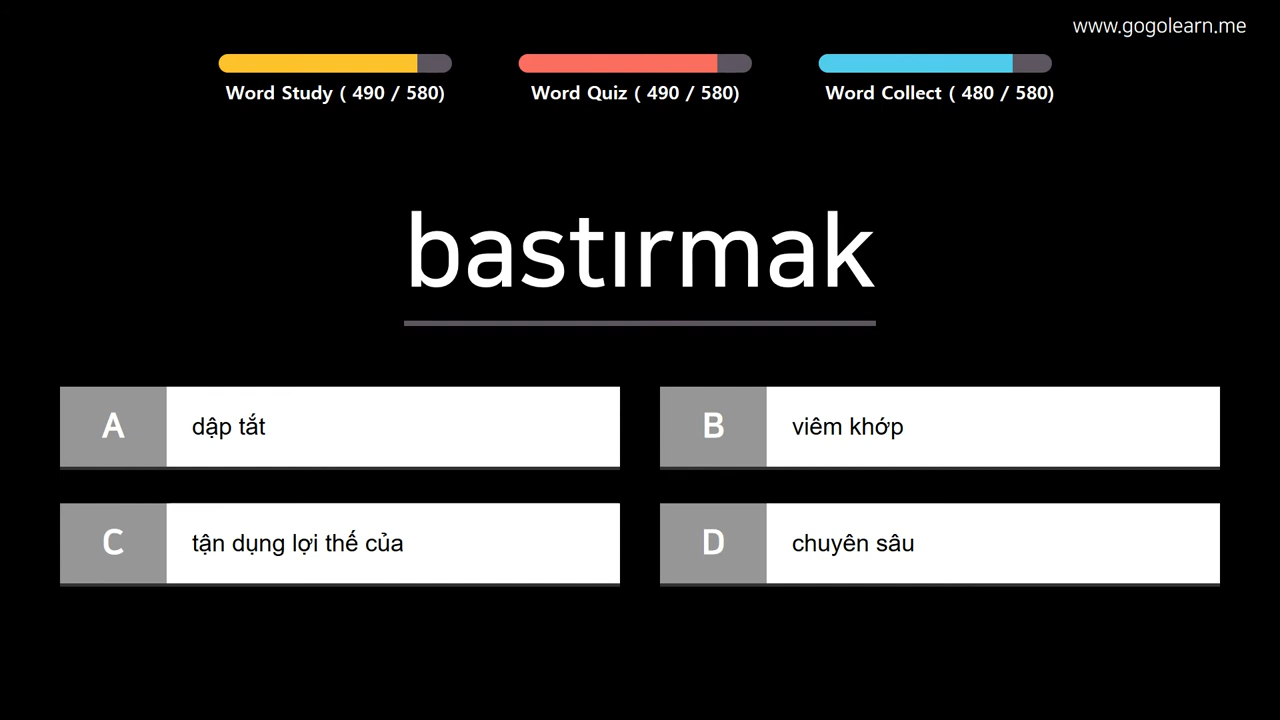 www.gogolearn.me
Word Study ( 490 / 580)
Word Quiz ( 490 / 580)
Word Collect ( 480 / 580)
bastırmak
A
dập tắt
B
viêm khớp
C
tận dụng lợi thế của
D
chuyên sâu